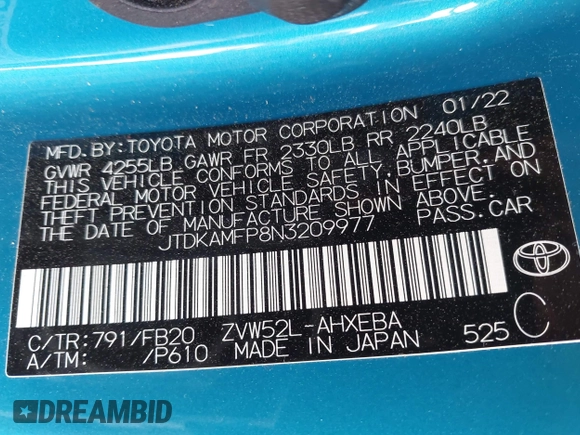 MFD. BY: TOYOTA MOTOR CORPORATION 01/22
GVWR 4255LB GAWR FR 2330LB RR 2240LB
THIS VEHICLE CONFORMS TO ALL APPLICABLE
FEDERAL MOTOR VEHICLE SAFETY, BUMPER, AND
THEFT PREVENTION STANDARDS IN EFFECT ON
THE DATE OF MANUFACTURE SHOWN ABOVE.
JTDKAMFP8N3209977 PASS. CAR
C/TR: 791/FB20 ZVW52L-AHXEBA
A/TM: /P610 MADE IN JAPAN 525 C
DREAMBID